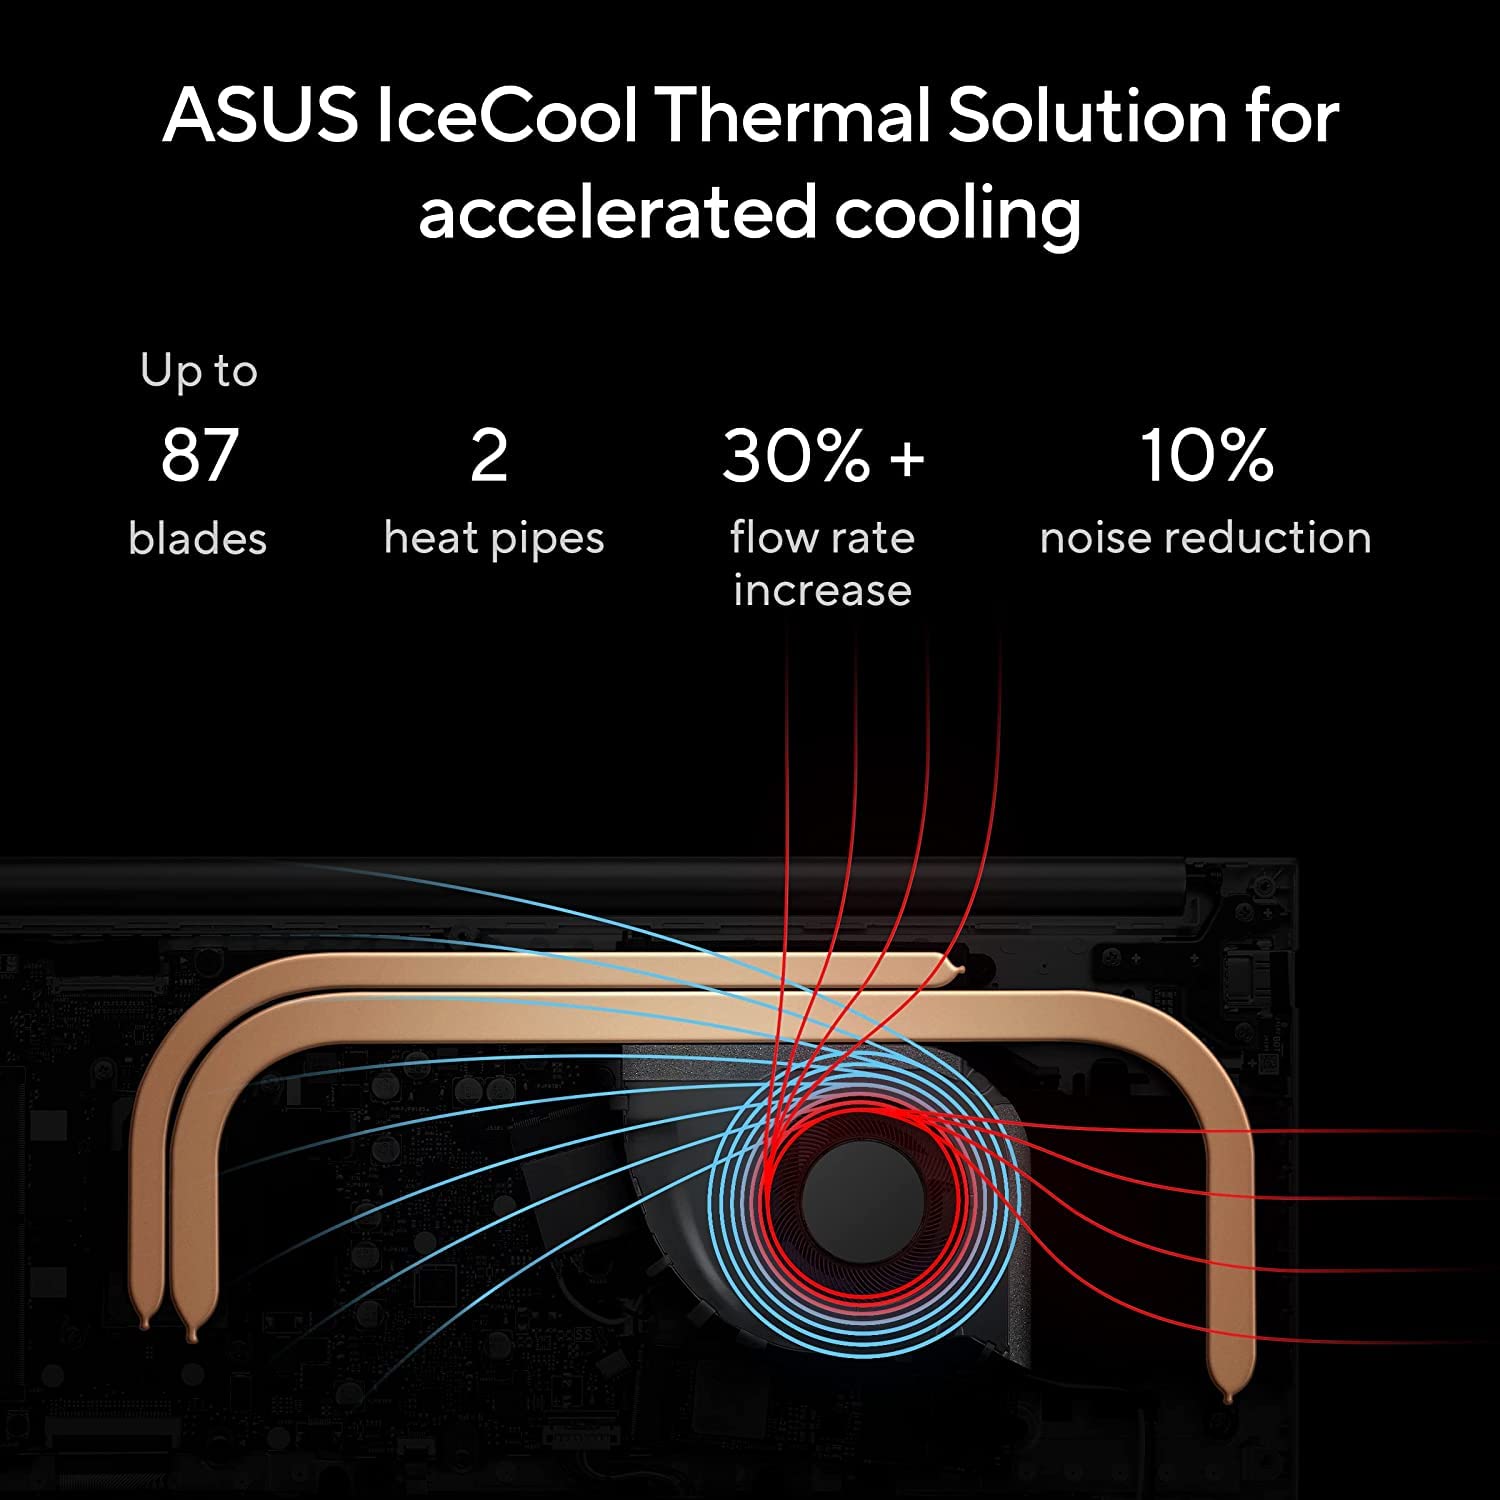 ASUS IceCool Thermal Solution for
accelerated cooling
Up to
87
blades
2
heat pipes
30% +
flow rate
increase
10%
noise reduction